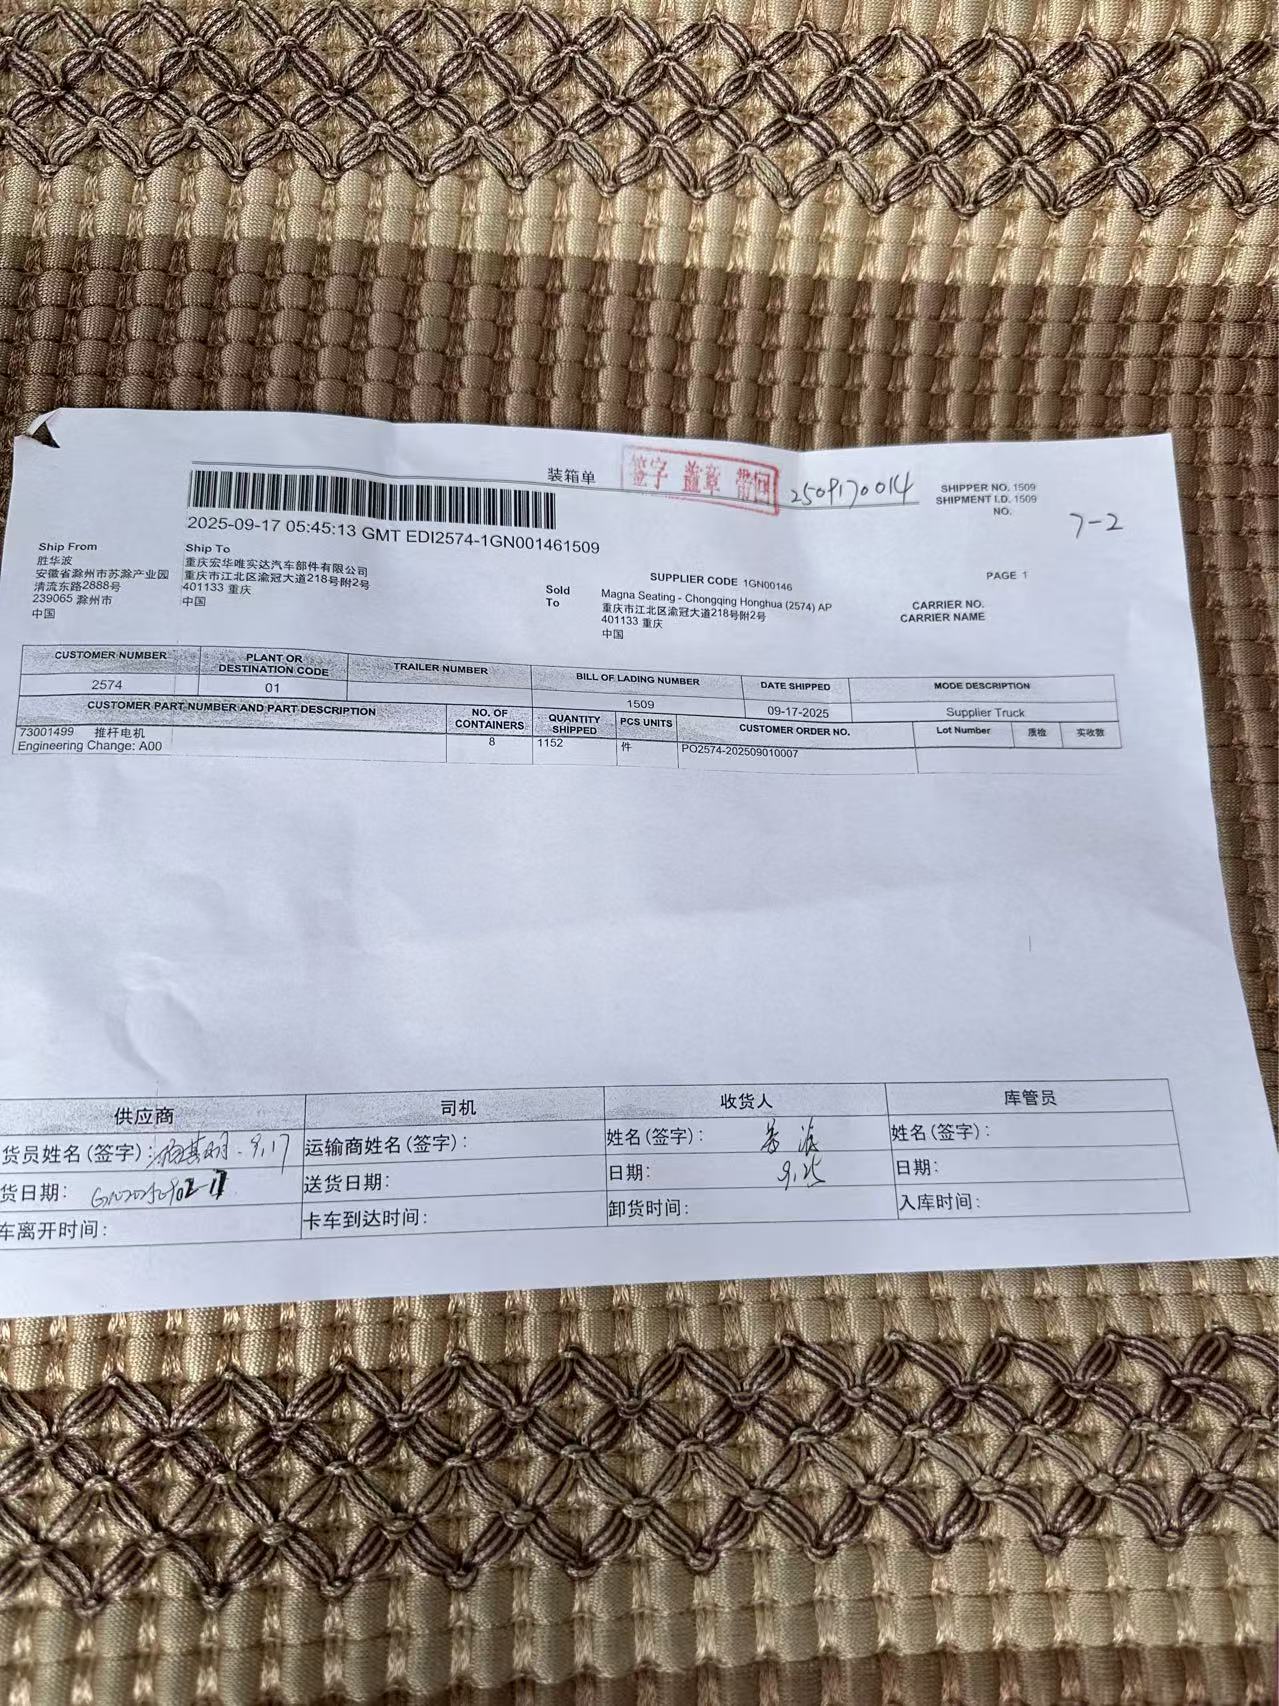 装箱单
签字 盖章 带回
2509170014
SHIPPER NO. 1509
SHIPMENT I.D. 1509
NO.
7-2
2025-09-17 05:45:13 GMT EDI2574-1GN001461509
Ship From
胜华波
安徽省滁州市苏滁产业园
清流东路2888号
239065 滁州市
中国
Ship To
重庆宏华唯实达汽车部件有限公司
重庆市江北区渝冠大道218号附2号
401133 重庆
中国
SUPPLIER CODE 1GN00146
Sold To
Magna Seating - Chongqing Honghua (2574) AP
重庆市江北区渝冠大道218号附2号
401133 重庆
中国
PAGE 1
CARRIER NO.
CARRIER NAME
CUSTOMER NUMBER PLANT OR DESTINATION CODE TRAILER NUMBER BILL OF LADING NUMBER DATE SHIPPED MODE DESCRIPTION
2574 01 1509 09-17-2025 Supplier Truck
CUSTOMER PART NUMBER AND PART DESCRIPTION NO. OF CONTAINERS QUANTITY SHIPPED PCS UNITS CUSTOMER ORDER NO. Lot Number 质检 实收数
73001499 推杆电机 8 1152 件 PO2574-202509010007
Engineering Change: A00
供应商 司机 收货人 库管员
货员姓名(签字): 9.17 运输商姓名(签字): 姓名(签字): 姓名(签字):
货日期: 送货日期: 日期: 9.25 日期:
车离开时间: 卡车到达时间: 卸货时间: 入库时间: